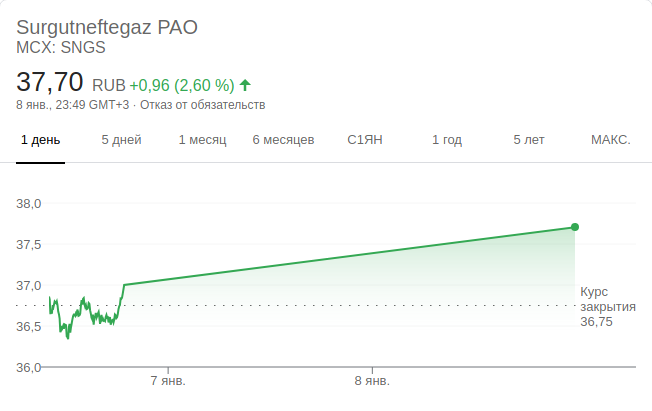 Surgutneftegaz PAO
MCX: SNGS
37,70 RUB +0,96 (2,60 %)
8 янв., 23:49 GMT+3 · Отказ от обязательств
1 день 5 дней 1 месяц 6 месяцев С1ЯН 1 год 5 лет МАКС.
38,0
37,5
37,0
36,5
36,0
Курс
закрытия
36,75
7 янв. 8 янв.